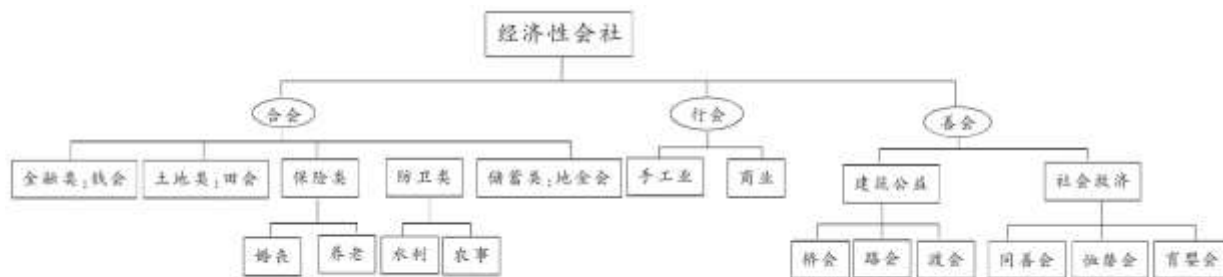 经济性会社
合会
行会
善会
金融类:钱会
土地类:田会
保险类
防卫类
储蓄类:地金会
手工业
商业
建筑公益
社会救济
婚丧
养老
水利
农事
桥会
路会
渡会
同善会
恤嫠会
育婴会